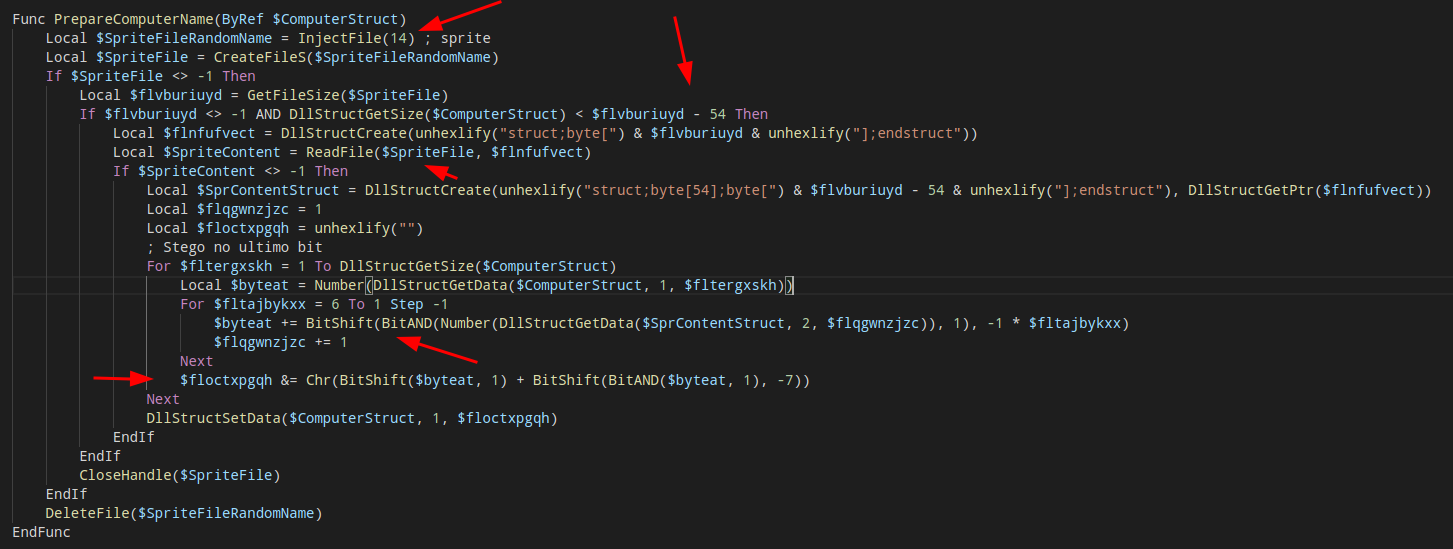 Func PrepareComputerName(ByRef $ComputerStruct)
Local $SpriteFileRandomName = InjectFile(14) ; sprite
Local $SpriteFile = CreateFileS($SpriteFileRandomName)
If $SpriteFile <> -1 Then
Local $flvburiuyd = GetFileSize($SpriteFile)
If $flvburiuyd <> -1 AND DllStructGetSize($ComputerStruct) < $flvburiuyd - 54 Then
Local $flnfufvect = DllStructCreate(unhexlify("struct;byte[") & $flvburiuyd & unhexlify("];endstruct"))
Local $SpriteContent = ReadFile($SpriteFile, $flnfufvect)
If $SpriteContent <> -1 Then
Local $SprContentStruct = DllStructCreate(unhexlify("struct;byte[54];byte[") & $flvburiuyd - 54 & unhexlify("];endstruct"), DllStructGetPtr($flnfufvect))
Local $flqgwnzjzc = 1
Local $floctxpgqh = unhexlify("")
; Stego no ultimo bit
For $fltergxskh = 1 To DllStructGetSize($ComputerStruct)
Local $byteat = Number(DllStructGetData($ComputerStruct, 1, $fltergxskh))
For $fltajbykxx = 6 To 1 Step -1
$byteat += BitShift(BitAND(Number(DllStructGetData($SprContentStruct, 2, $flqgwnzjzc)), 1), -1 * $fltajbykxx)
$flqgwnzjzc += 1
Next
$floctxpgqh &= Chr(BitShift($byteat, 1) + BitShift(BitAND($byteat, 1), -7))
Next
DllStructSetData($ComputerStruct, 1, $floctxpgqh)
EndIf
EndIf
CloseHandle($SpriteFile)
EndIf
DeleteFile($SpriteFileRandomName)
EndFunc